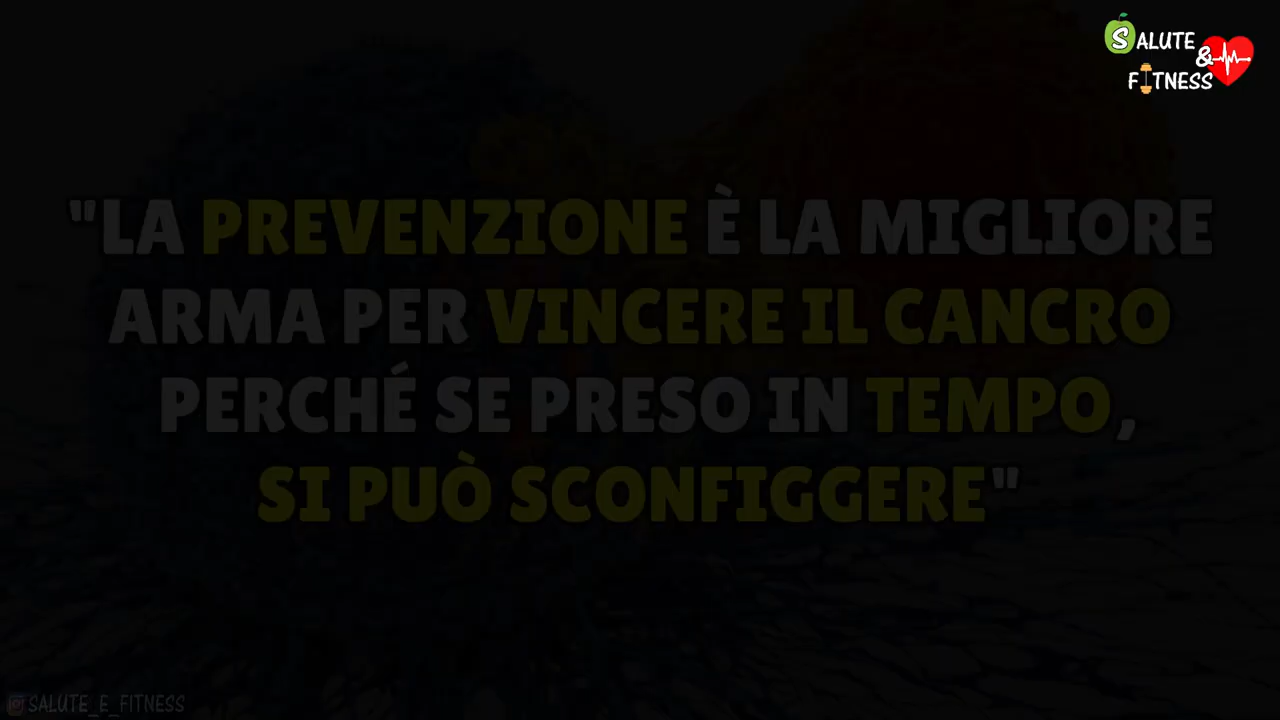 SALUTE
&
FITNESS
"LA PREVENZIONE È LA MIGLIORE
ARMA PER VINCERE IL CANCRO
PERCHÉ SE PRESO IN TEMPO,
SI PUÒ SCONFIGGERE"
SALUTE_E_FITNESS